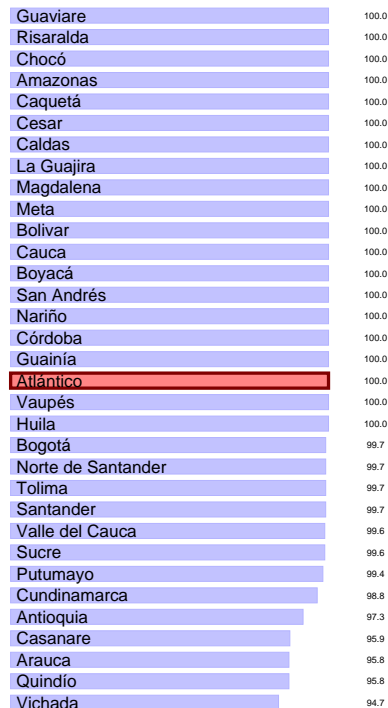 Guaviare 100.0
Risaralda 100.0
Chocó 100.0
Amazonas 100.0
Caquetá 100.0
Cesar 100.0
Caldas 100.0
La Guajira 100.0
Magdalena 100.0
Meta 100.0
Bolivar 100.0
Cauca 100.0
Boyacá 100.0
San Andrés 100.0
Nariño 100.0
Córdoba 100.0
Guainía 100.0
Atlántico 100.0
Vaupés 100.0
Huila 100.0
Bogotá 99.7
Norte de Santander 99.7
Tolima 99.7
Santander 99.7
Valle del Cauca 99.6
Sucre 99.6
Putumayo 99.4
Cundinamarca 98.8
Antioquia 97.3
Casanare 95.9
Arauca 95.8
Quindío 95.8
Vichada 94.7